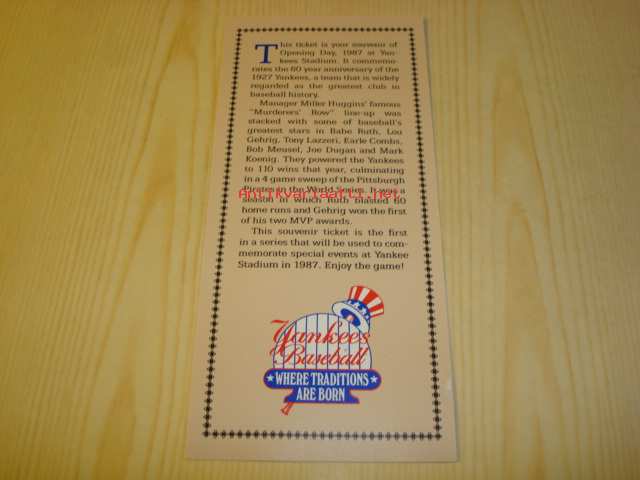 This ticket is your souvenir of
Opening Day, 1987 at Yan-
kees Stadium. It commemo-
rates the 60 year anniversary of the
1927 Yankees, a team that is widely
regarded as the greatest club in
baseball history.
Manager Miller Huggins' famous
"Murderers' Row" line-up was
stacked with some of baseball's
greatest stars in Babe Ruth, Lou
Gehrig, Tony Lazzeri, Earle Combs,
Bob Meusel, Joe Dugan and Mark
Koenig. They powered the Yankees
to 110 wins that year, culminating
in a 4 game sweep of the Pittsburgh
Pirates in the World Series. It was a
Antikvariaatti.net
season in which Ruth blasted 60
home runs and Gehrig won the first
of his two MVP awards.
This souvenir ticket is the first
in a series that will be used to com-
memorate special events at Yankee
Stadium in 1987. Enjoy the game!
Yankees
Baseball
WHERE TRADITIONS
ARE BORN